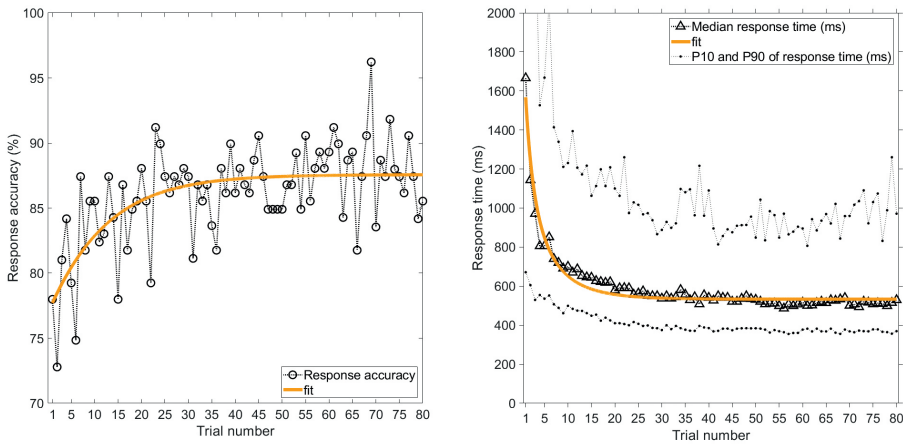 100
95
90
85
80
75
70
Response accuracy (%)
Response accuracy
fit
1 5 10 15 20 25 30 35 40 45 50 55 60 65 70 75 80
Trial number
2000
1800
1600
1400
1200
1000
800
600
400
200
0
Response time (ms)
Median response time (ms)
fit
P10 and P90 of response time (ms)
1 5 10 15 20 25 30 35 40 45 50 55 60 65 70 75 80
Trial number